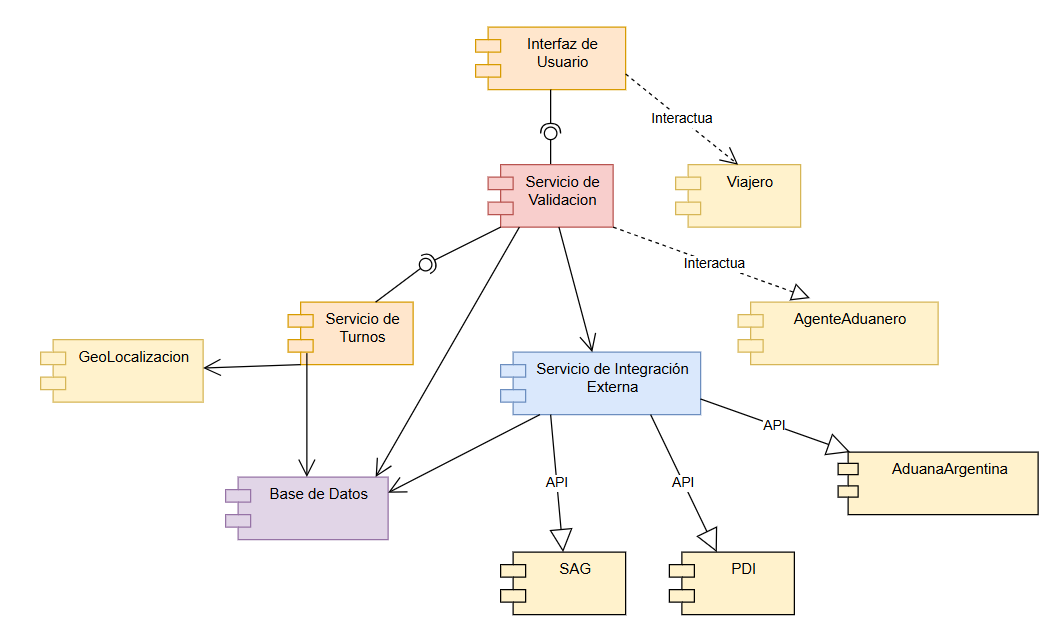 Interfaz de
Usuario
Interactua
Servicio de
Validacion
Viajero
Interactua
Servicio de
Turnos
AgenteAduanero
GeoLocalizacion
Servicio de Integración
Externa
API
AduanaArgentina
Base de Datos
API
API
SAG
PDI